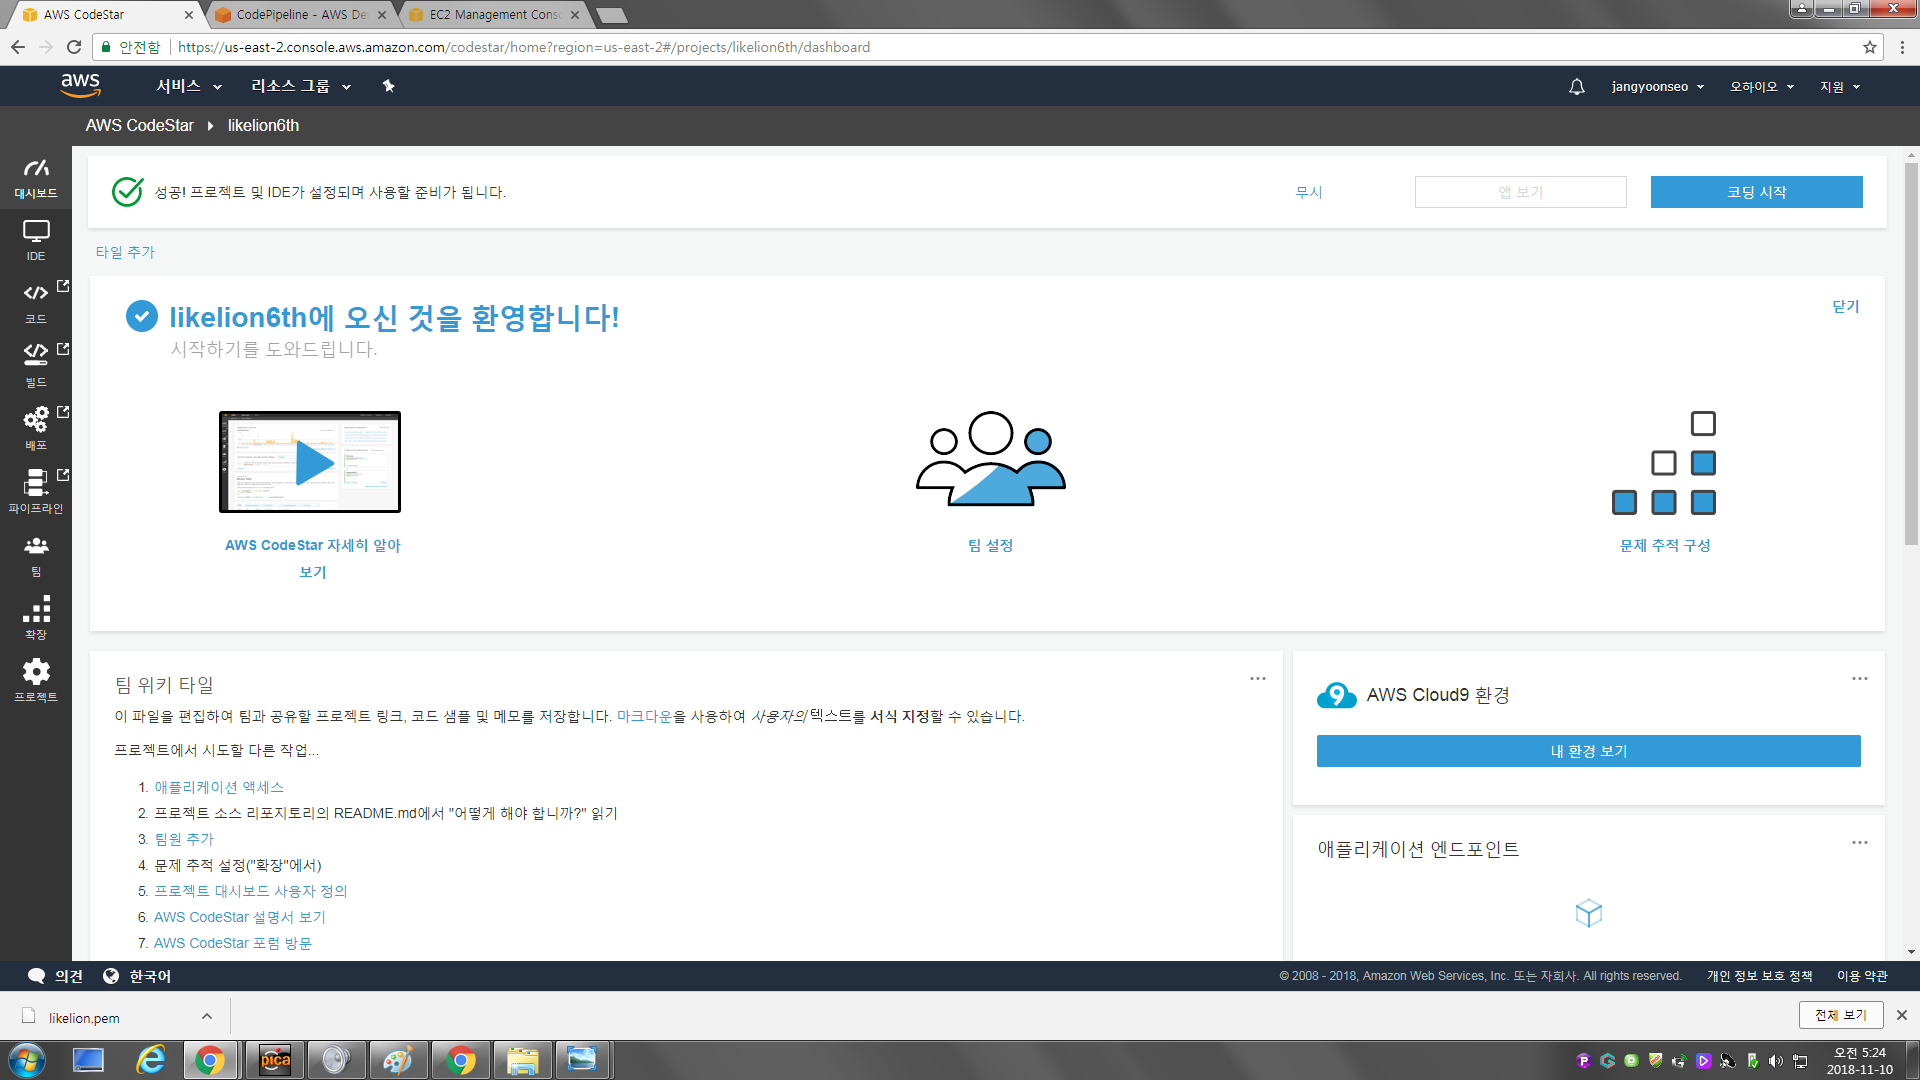 AWS CodeStar
CodePipeline - AWS De
EC2 Management Conso
안전함
https://us-east-2.console.aws.amazon.com/codestar/home?region=us-east-2#/projects/likelion6th/dashboard
aws
서비스
리소스 그룹
jangyoonseo
오하이오
지원
AWS CodeStar
likelion6th
대시보드
IDE
코드
빌드
배포
파이프라인
팀
확장
프로젝트
성공! 프로젝트 및 IDE가 설정되며 사용할 준비가 됩니다.
무시
앱 보기
코딩 시작
타일 추가
likelion6th에 오신 것을 환영합니다!
시작하기를 도와드립니다.
닫기
AWS CodeStar 자세히 알아
보기
팀 설정
문제 추적 구성
팀 위키 타일
이 파일을 편집하여 팀과 공유할 프로젝트 링크, 코드 샘플 및 메모를 저장합니다. 마크다운을 사용하여 사용자의 텍스트를 서식 지정할 수 있습니다.
프로젝트에서 시도할 다른 작업...
1. 애플리케이션 액세스
2. 프로젝트 소스 리포지토리의 README.md에서 "어떻게 해야 합니까?" 읽기
3. 팀원 추가
4. 문제 추적 설정("확장"에서)
5. 프로젝트 대시보드 사용자 정의
6. AWS CodeStar 설명서 보기
7. AWS CodeStar 포럼 방문
9
AWS Cloud9 환경
내 환경 보기
애플리케이션 엔드포인트
의견
한국어
© 2008 - 2018, Amazon Web Services, Inc. 또는 자회사. All rights reserved.
개인 정보 보호 정책
이용 약관
likelion.pem
전체 보기
pica
오전 5:24
2018-11-10